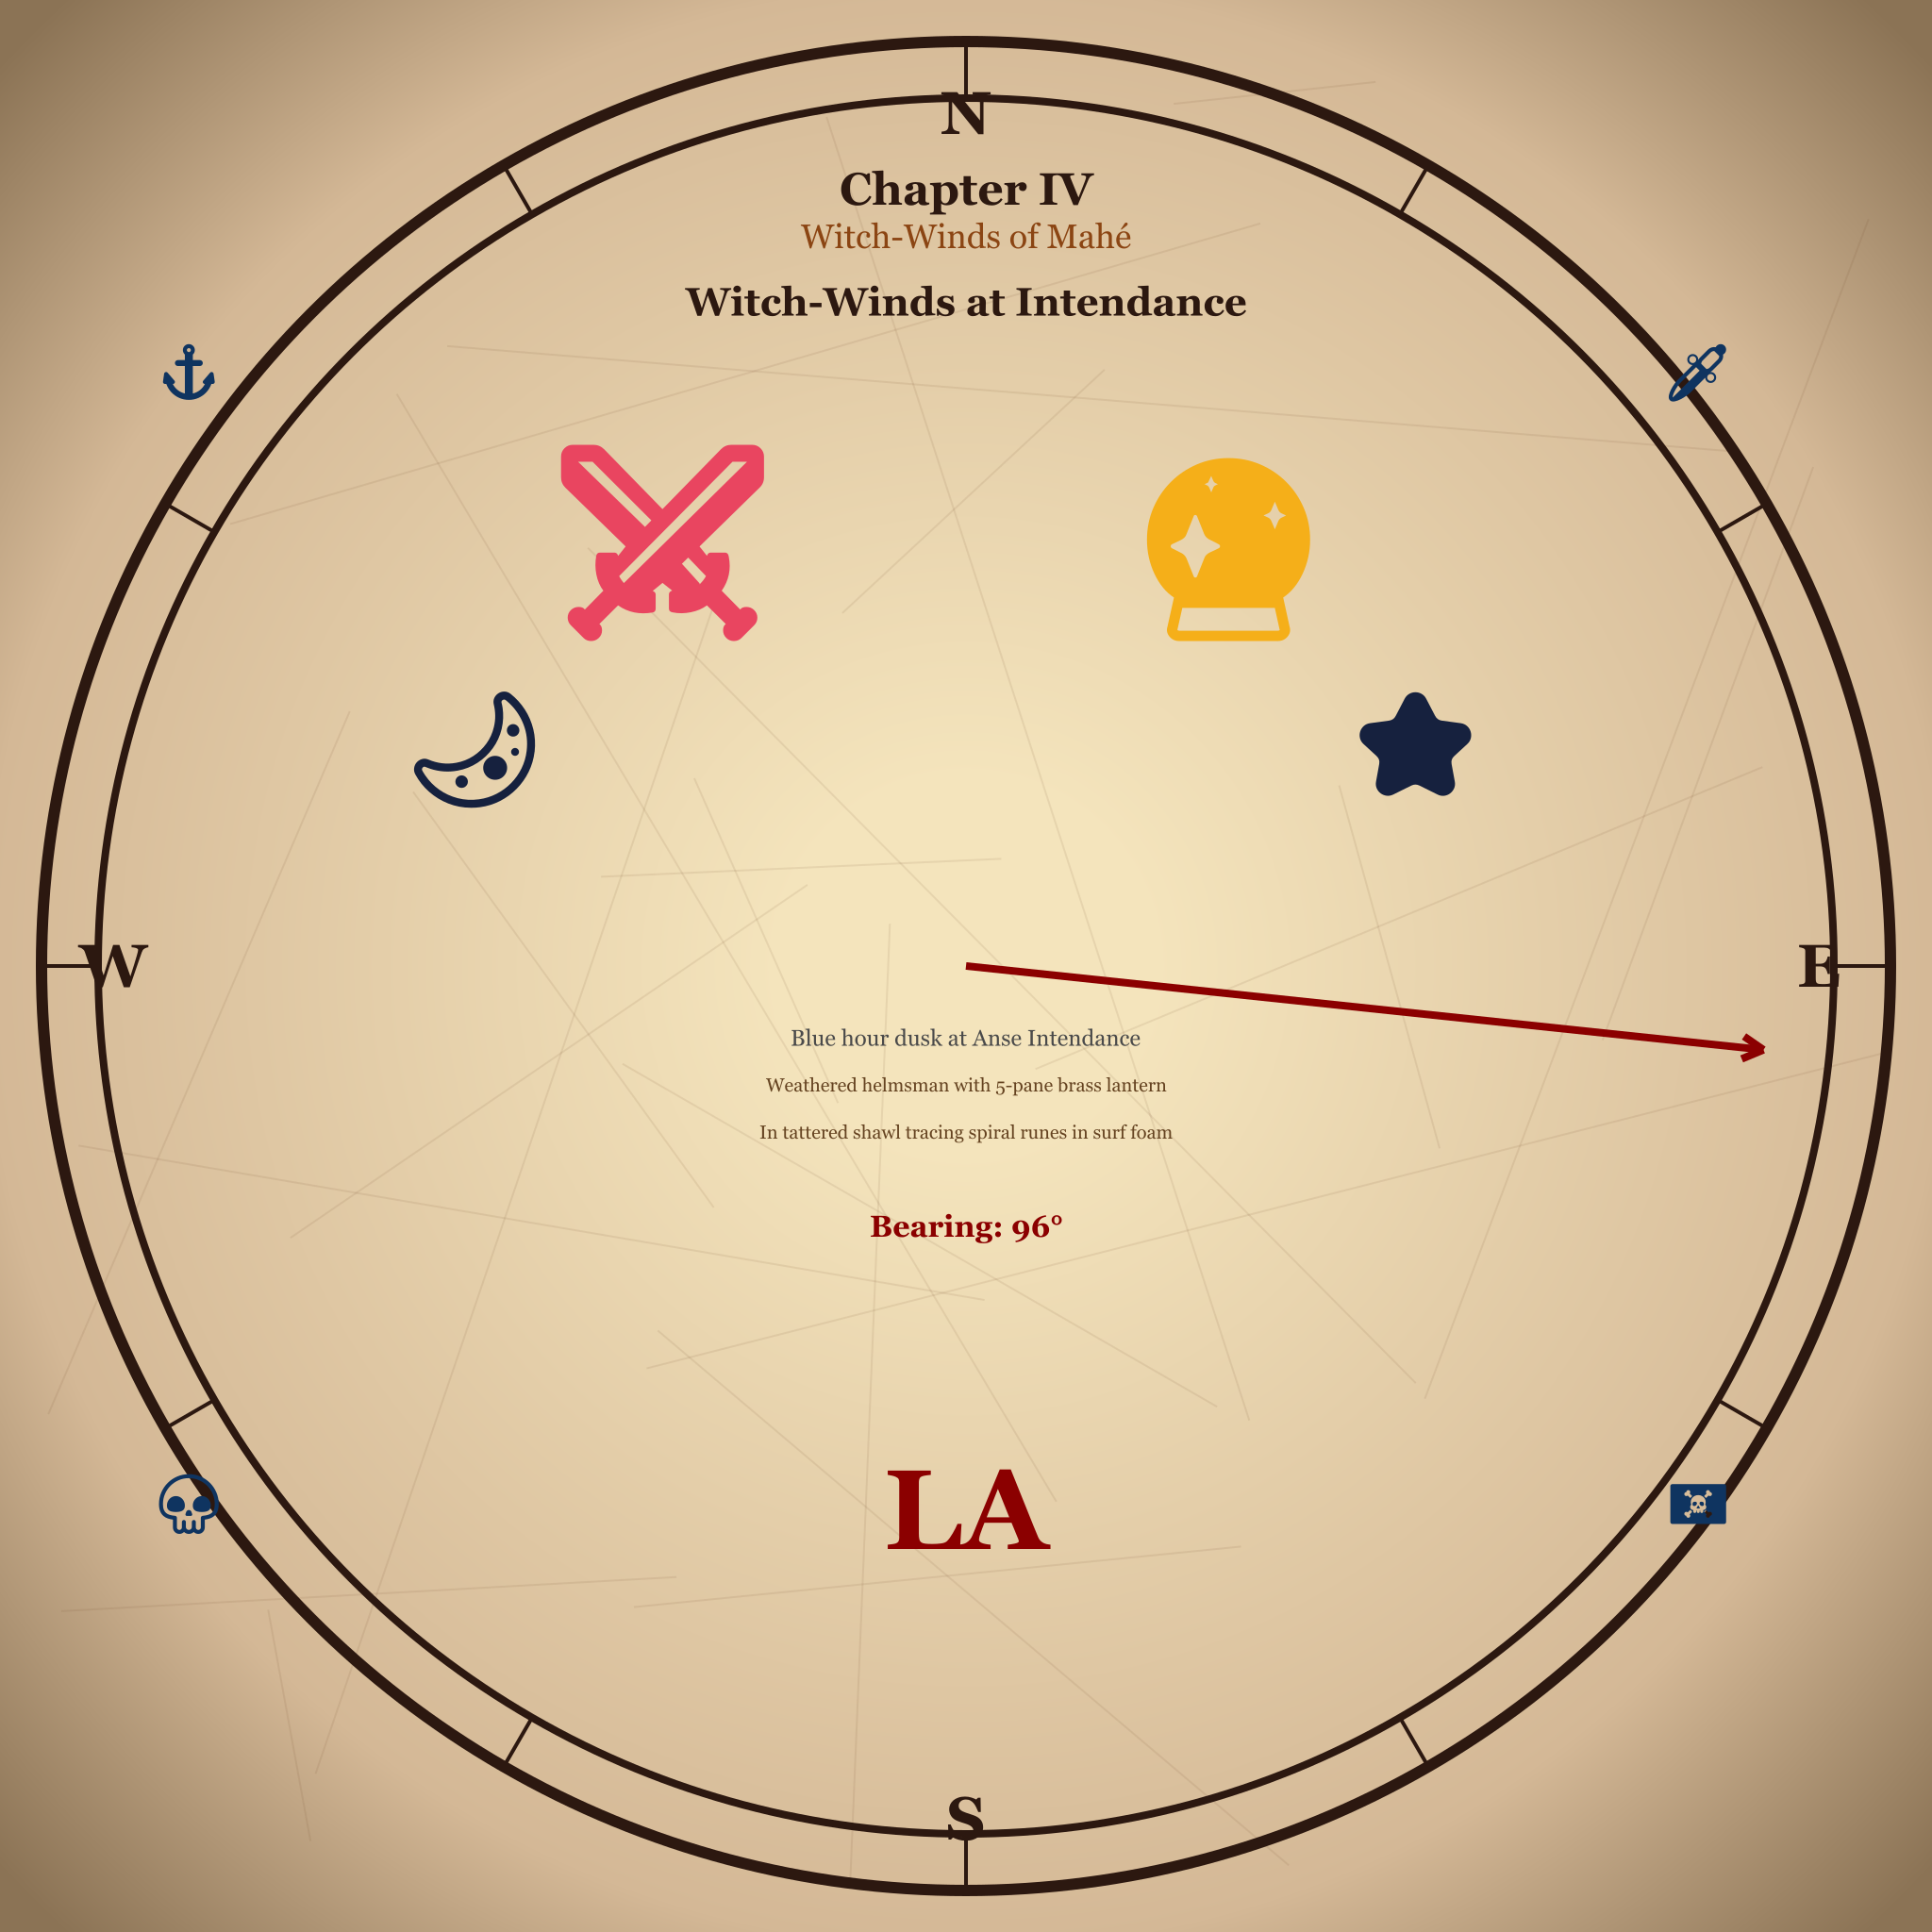 N
Chapter IV
Witch-Winds of Mahé
Witch-Winds at Intendance
W
E
Blue hour dusk at Anse Intendance
Weathered helmsman with 5-pane brass lantern
In tattered shawl tracing spiral runes in surf foam
Bearing: 96°
LA
S